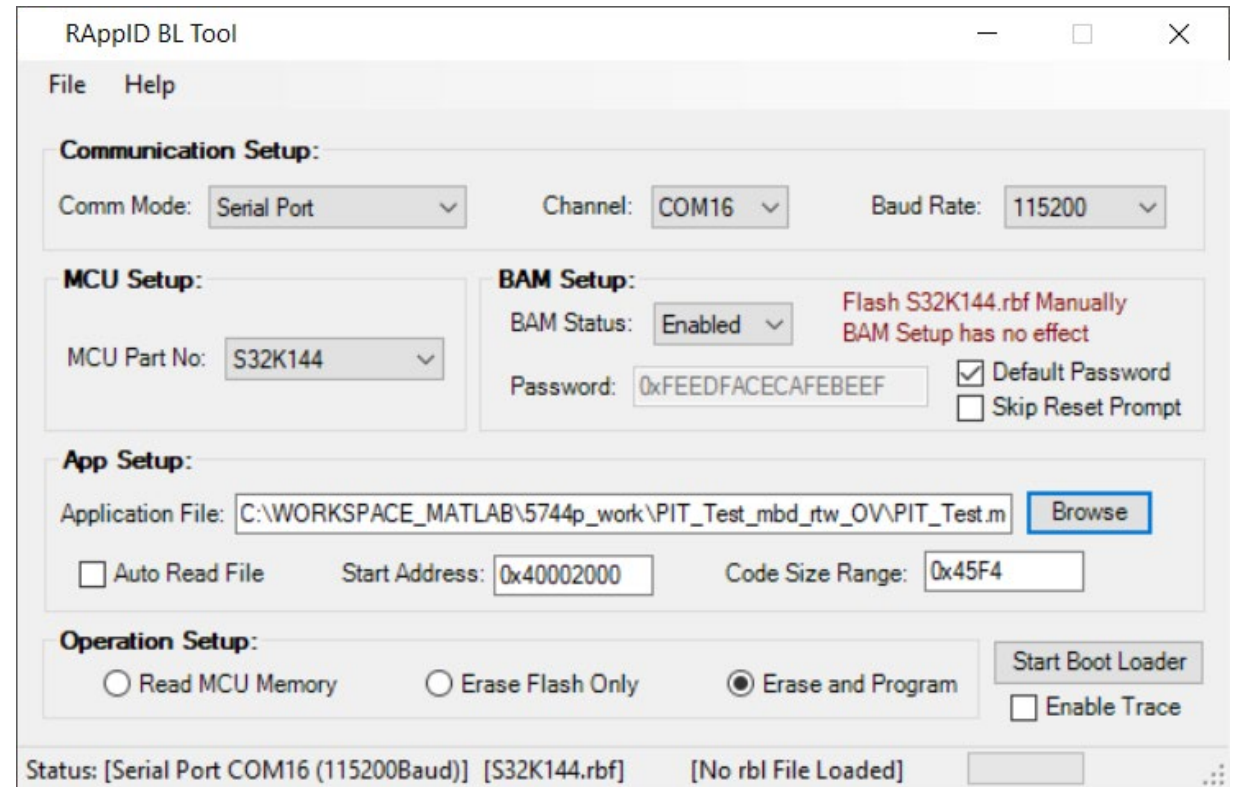 RAppID BL Tool
File Help
Communication Setup:
Comm Mode: Serial Port Channel: COM16 Baud Rate: 115200
MCU Setup:
MCU Part No: S32K144
BAM Setup:
BAM Status: Enabled
Flash S32K144.rbf Manually
BAM Setup has no effect
Password: 0xFEEDFACECAFEBEEF
Default Password
Skip Reset Prompt
App Setup:
Application File: C:\WORKSPACE_MATLAB\5744p_work\PIT_Test_mbd_rtw_OV\PIT_Test.m Browse
Auto Read File Start Address: 0x40002000 Code Size Range: 0x45F4
Operation Setup:
Read MCU Memory Erase Flash Only Erase and Program
Start Boot Loader
Enable Trace
Status: [Serial Port COM16 (115200Baud)] [S32K144.rbf] [No rbl File Loaded]